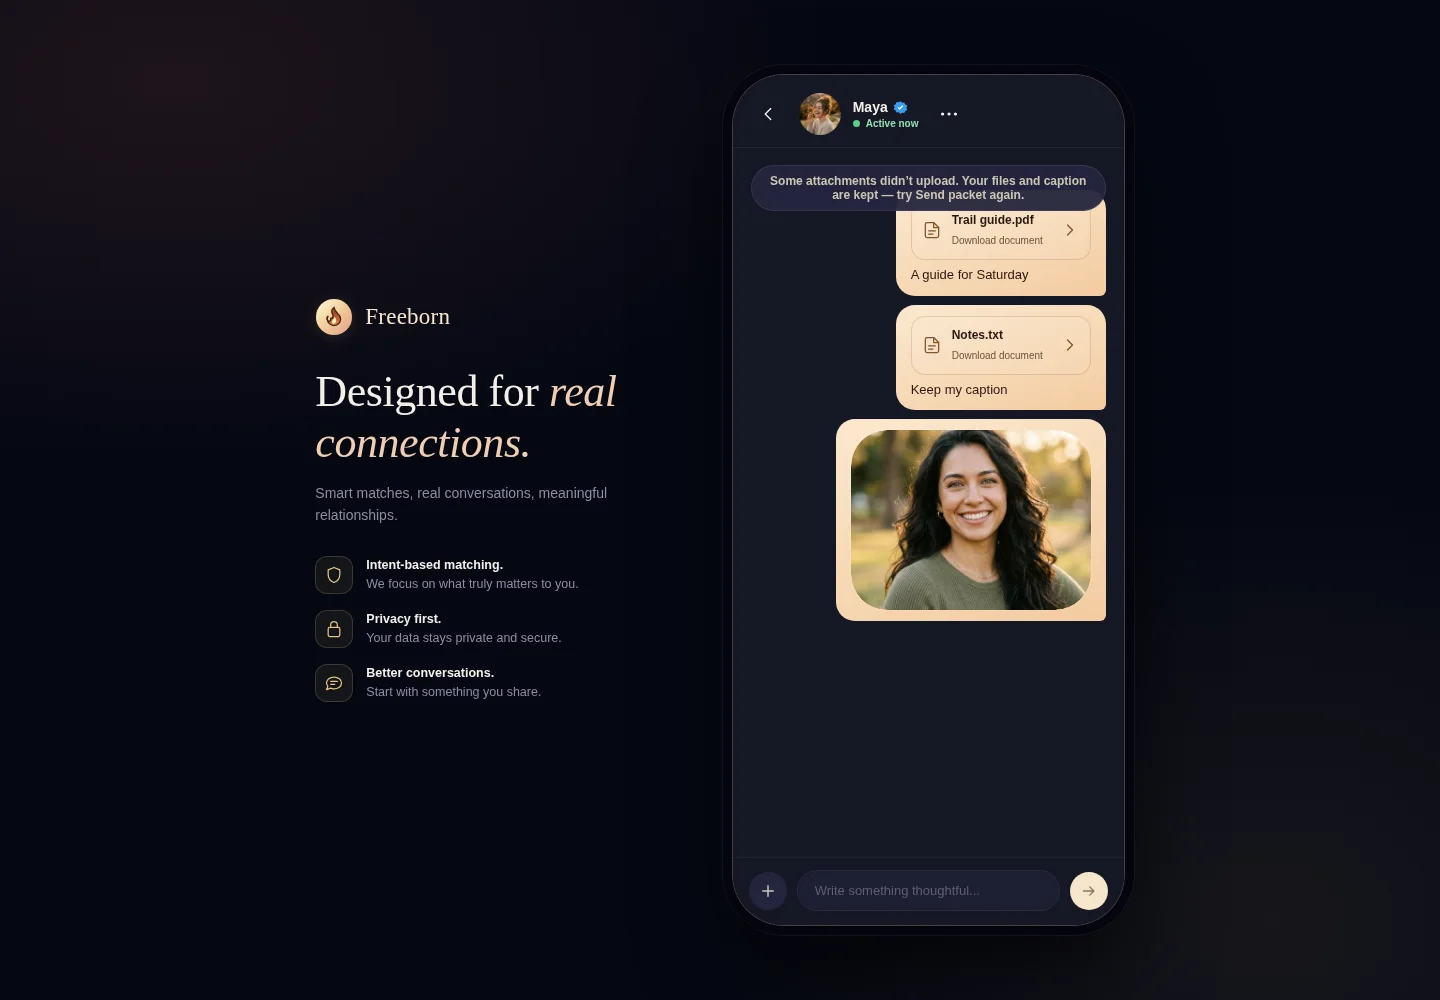 Freeborn
Designed for real
connections.
Smart matches, real conversations, meaningful
relationships.
Intent-based matching.
We focus on what truly matters to you.
Privacy first.
Your data stays private and secure.
Better conversations.
Start with something you share.
Maya
Active now
Some attachments didn’t upload. Your files and caption
are kept — try Send packet again.
Trail guide.pdf
Download document
A guide for Saturday
Notes.txt
Download document
Keep my caption
Write something thoughtful...